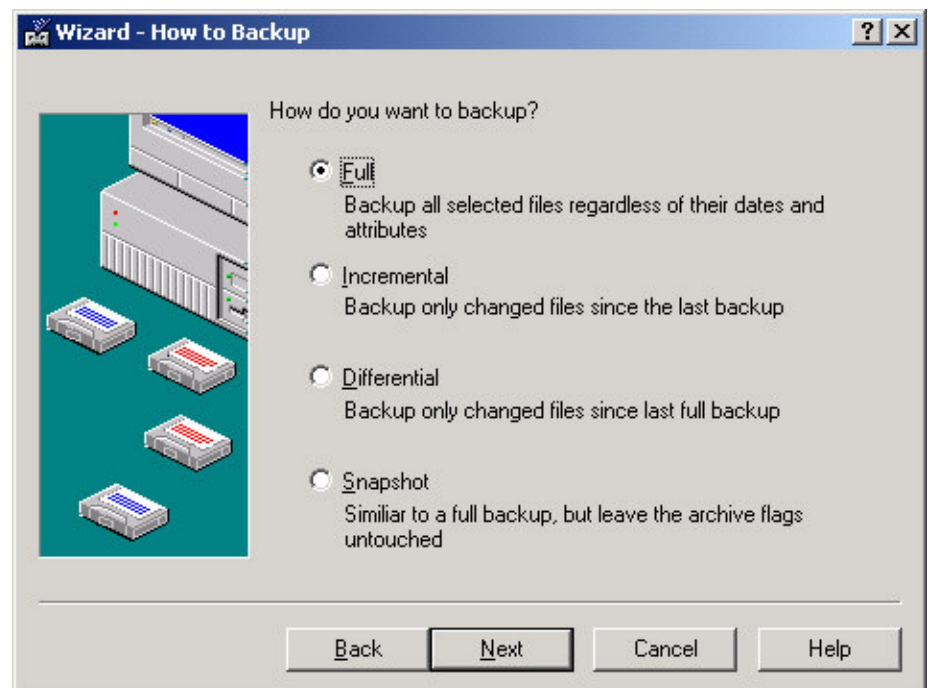 Wizard - How to Backup
How do you want to backup?
Full
Backup all selected files regardless of their dates and
attributes
Incremental
Backup only changed files since the last backup
Differential
Backup only changed files since last full backup
Snapshot
Similiar to a full backup, but leave the archive flags
untouched
Back
Next
Cancel
Help